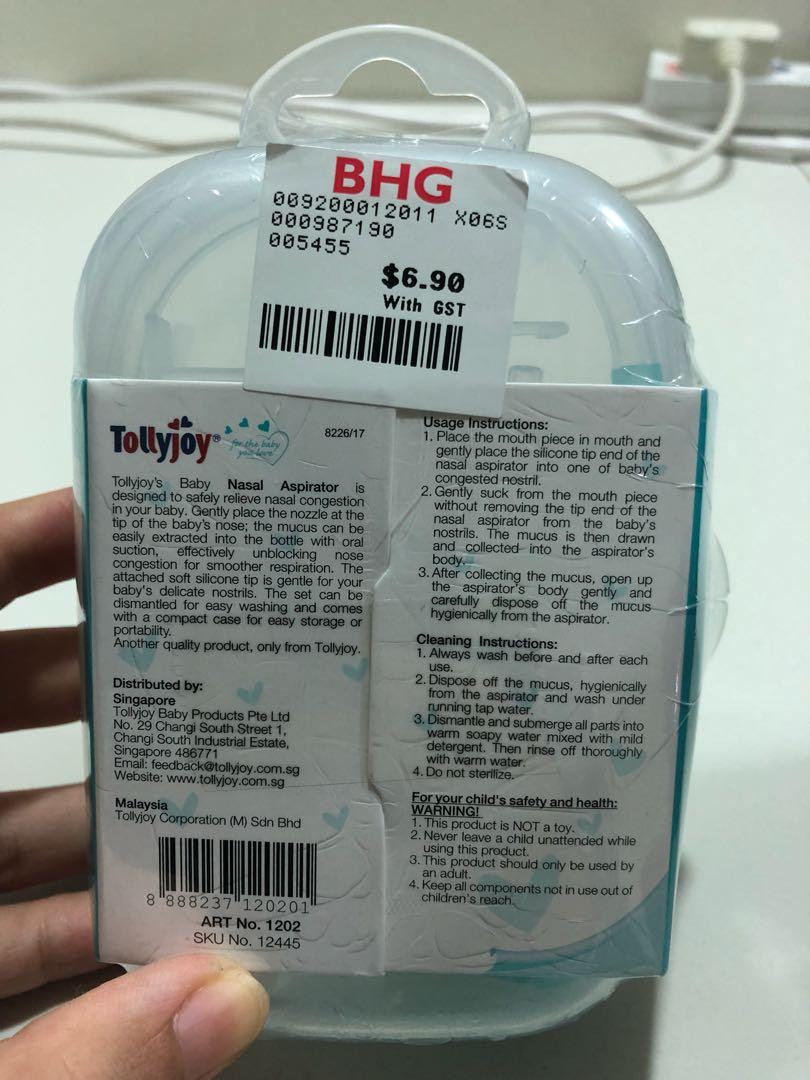 BHG
009200012011 X06S
000987190
005455
$6.90
With GST
Tollyjoy®
for the baby
you love
8226/17
Tollyjoy's Baby Nasal Aspirator is
designed to safely relieve nasal congestion
in your baby. Gently place the nozzle at the
tip of the baby's nose; the mucus can be
easily extracted into the bottle with oral
suction, effectively unblocking nose
congestion for smoother respiration. The
attached soft silicone tip is gentle for your
baby's delicate nostrils. The set can be
dismantled for easy washing and comes
with a compact case for easy storage or
portability.
Another quality product, only from Tollyjoy.
Distributed by:
Singapore
Tollyjoy Baby Products Pte Ltd
No. 29 Changi South Street 1,
Changi South Industrial Estate,
Singapore 486771
Email: feedback@tollyjoy.com.sg
Website: www.tollyjoy.com.sg
Malaysia
Tollyjoy Corporation (M) Sdn Bhd
8 888237 120201
ART No. 1202
SKU No. 12445
Usage Instructions:
1. Place the mouth piece in mouth and
gently place the silicone tip end of the
nasal aspirator into one of baby's
congested nostril.
2. Gently suck from the mouth piece
without removing the tip end of the
nasal aspirator from the baby's
nostrils. The mucus is then drawn
and collected into the aspirator's
body.
3. After collecting the mucus, open up
the aspirator's body gently and
carefully dispose off the mucus
hygienically from the aspirator.
Cleaning Instructions:
1. Always wash before and after each
use.
2. Dispose off the mucus, hygienically
from the aspirator and wash under
running tap water.
3. Dismantle and submerge all parts into
warm soapy water mixed with mild
detergent. Then rinse off thoroughly
with warm water.
4. Do not sterilize.
For your child's safety and health:
WARNING!
1. This product is NOT a toy.
2. Never leave a child unattended while
using this product.
3. This product should only be used by
an adult.
4. Keep all components not in use out of
children's reach.